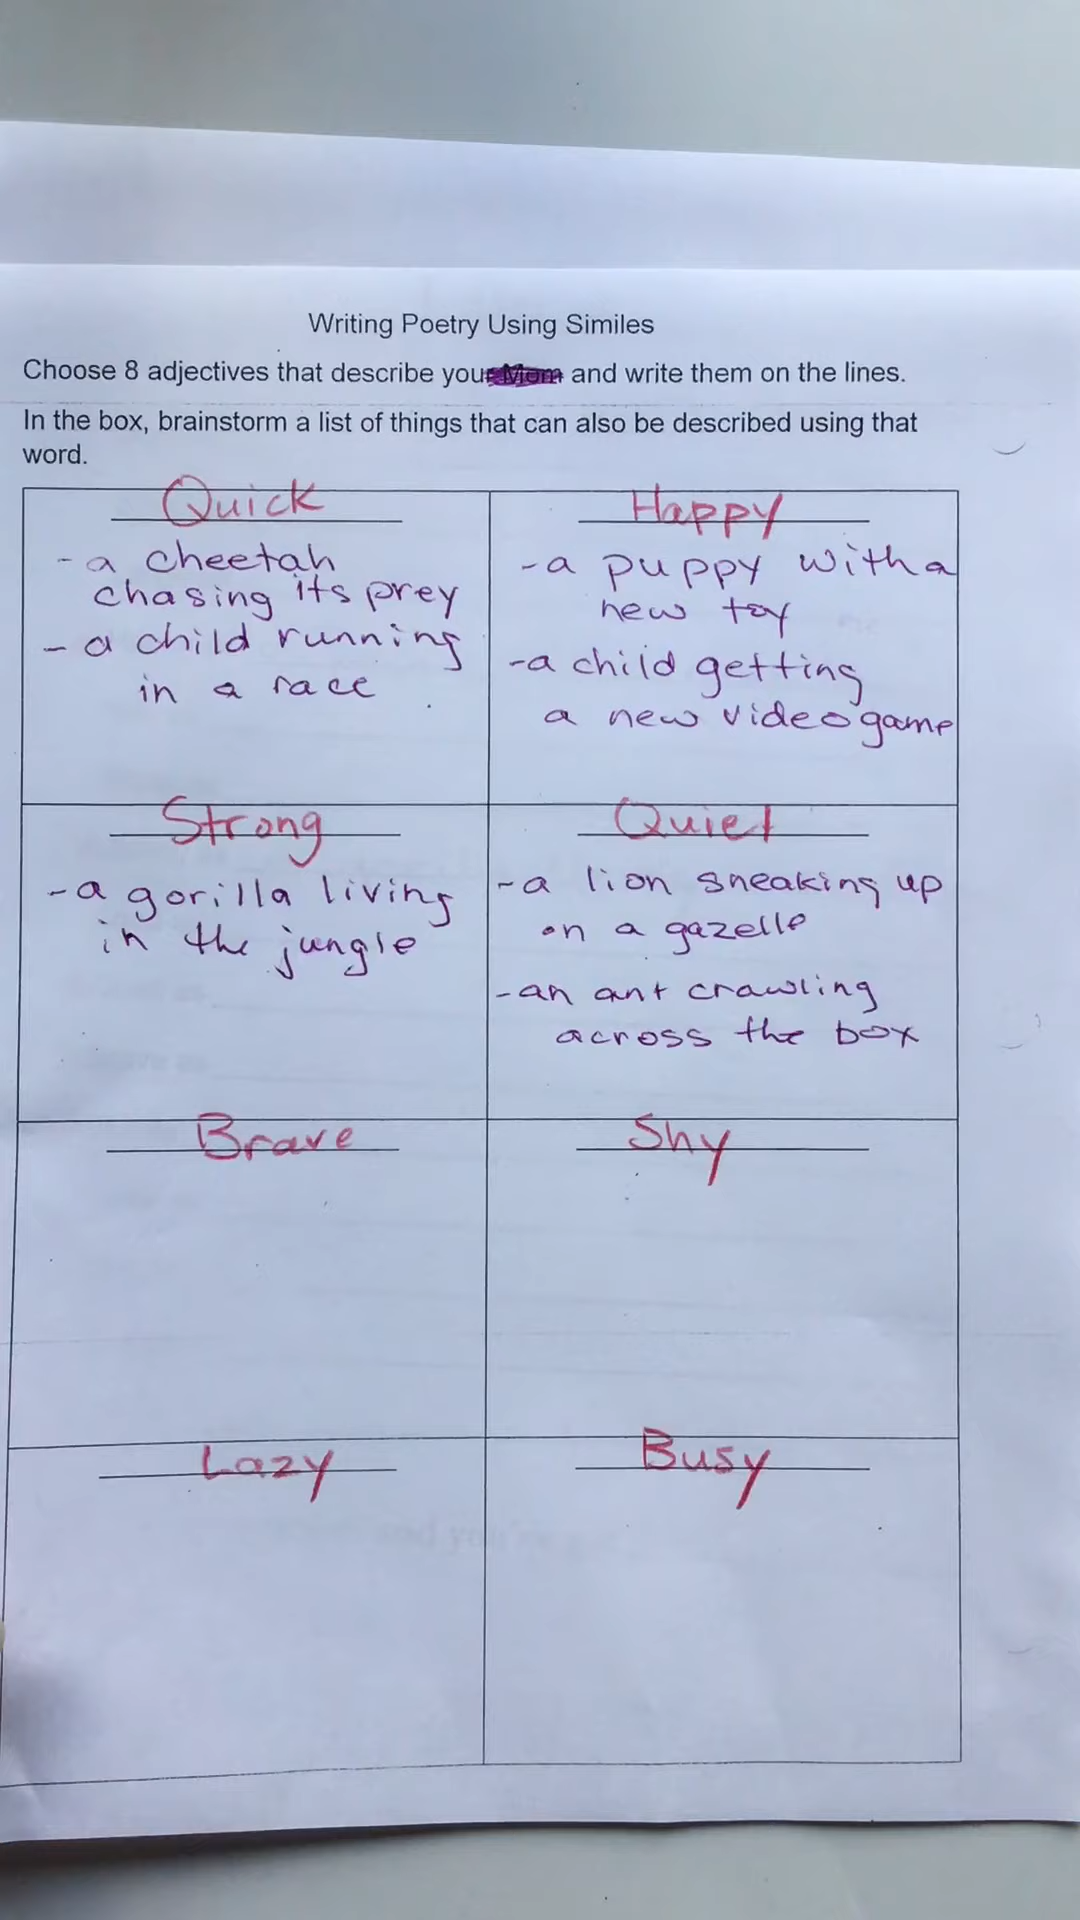 Writing Poetry Using Similes
Choose 8 adjectives that describe your Mom and write them on the lines.
In the box, brainstorm a list of things that can also be described using that
word.
Quick
- a cheetah
chasing its prey
- a child running
in a race
Happy
- a puppy with a
new toy
- a child getting
a new videogame
Strong
- a gorilla living
in the jungle
Quiet
- a lion sneaking up
on a gazelle
- an ant crawling
across the box
Brave
Shy
Lazy
Busy